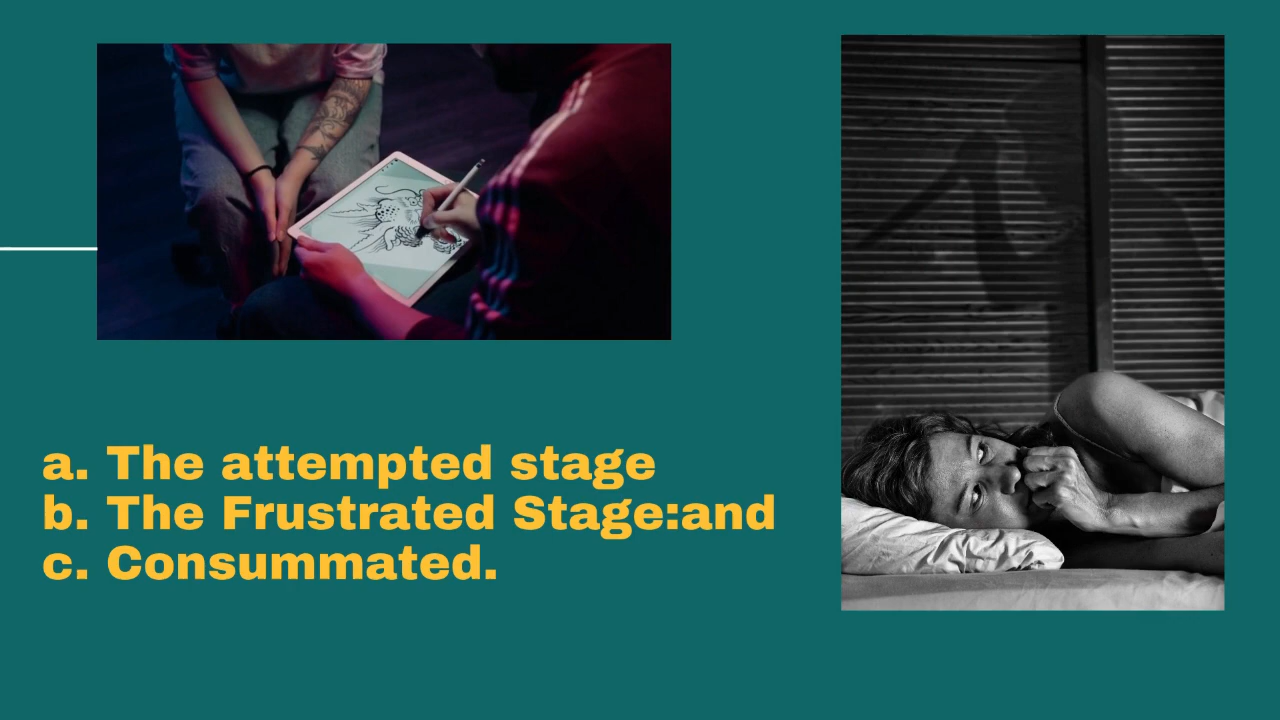 a. The attempted stage
b. The Frustrated Stage:and
c. Consummated.